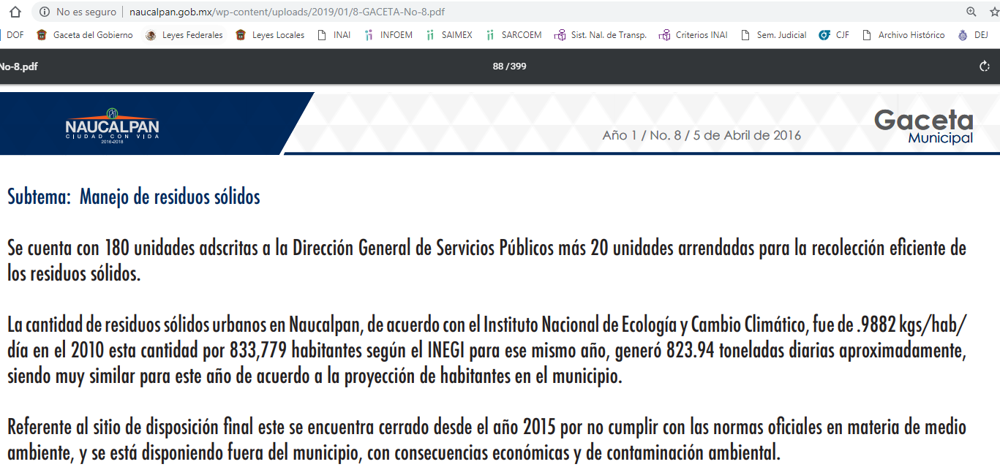 No es seguro | naucalpan.gob.mx/wp-content/uploads/2019/01/8-GACETA-No-8.pdf
DOF Gaceta del Gobierno Leyes Federales Leyes Locales INAI INFOEM SAIMEX SARCOEM Sist. Nal. de Transp. Criterios INAI Sem. Judicial CJF Archivo Histórico DEJ
No-8.pdf 88 / 399
NAUCALPAN
CIUDAD CON VIDA
2016-2018
Año 1 / No. 8 / 5 de Abril de 2016
Gaceta
Municipal
Subtema: Manejo de residuos sólidos
Se cuenta con 180 unidades adscritas a la Dirección General de Servicios Públicos más 20 unidades arrendadas para la recolección eficiente de
los residuos sólidos.
La cantidad de residuos sólidos urbanos en Naucalpan, de acuerdo con el Instituto Nacional de Ecología y Cambio Climático, fue de .9882 kgs/hab/
día en el 2010 esta cantidad por 833,779 habitantes según el INEGI para ese mismo año, generó 823.94 toneladas diarias aproximadamente,
siendo muy similar para este año de acuerdo a la proyección de habitantes en el municipio.
Referente al sitio de disposición final este se encuentra cerrado desde el año 2015 por no cumplir con las normas oficiales en materia de medio
ambiente, y se está disponiendo fuera del municipio, con consecuencias económicas y de contaminación ambiental.